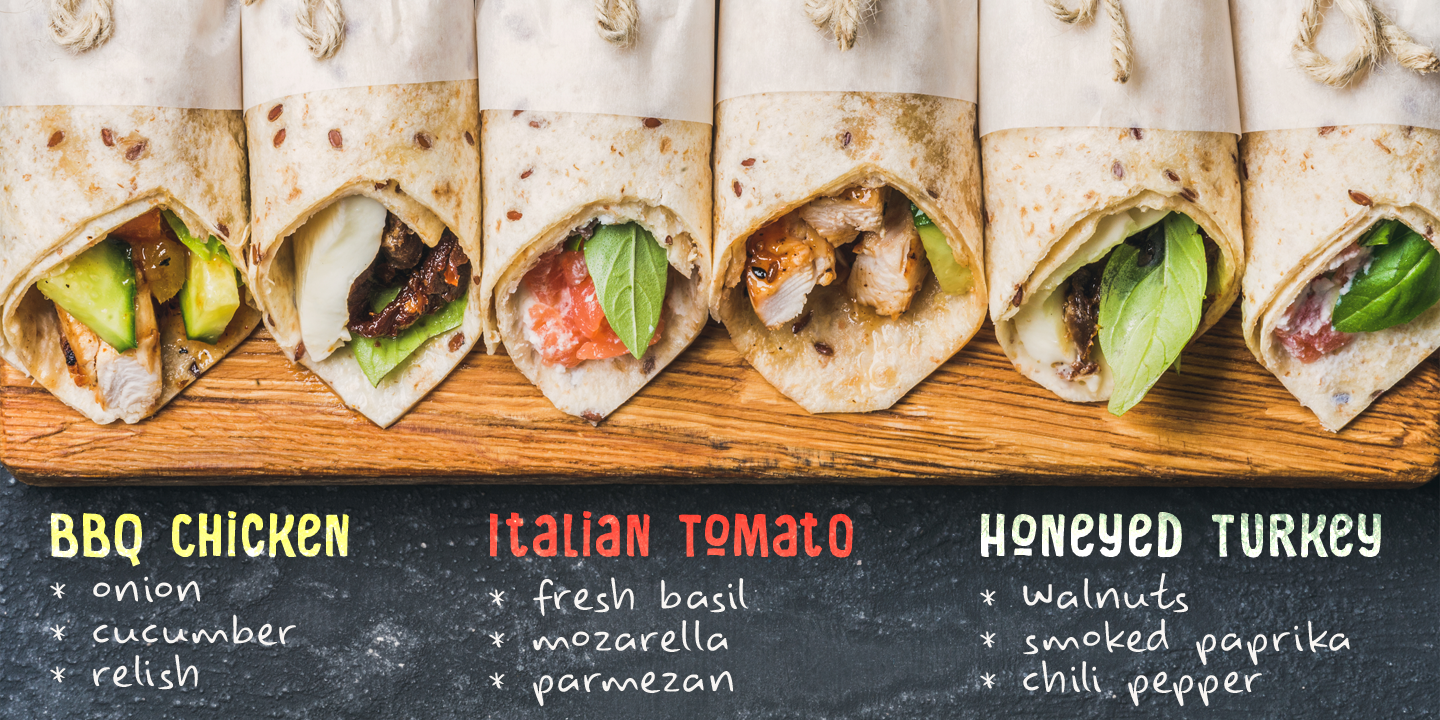 BBQ CHiCKEN
* onion
* cucumber
* relish
Italian Tomato
* fresh basil
* mozarella
* parmezan
Honeyed Turkey
* walnuts
* smoked paprika
* chili pepper